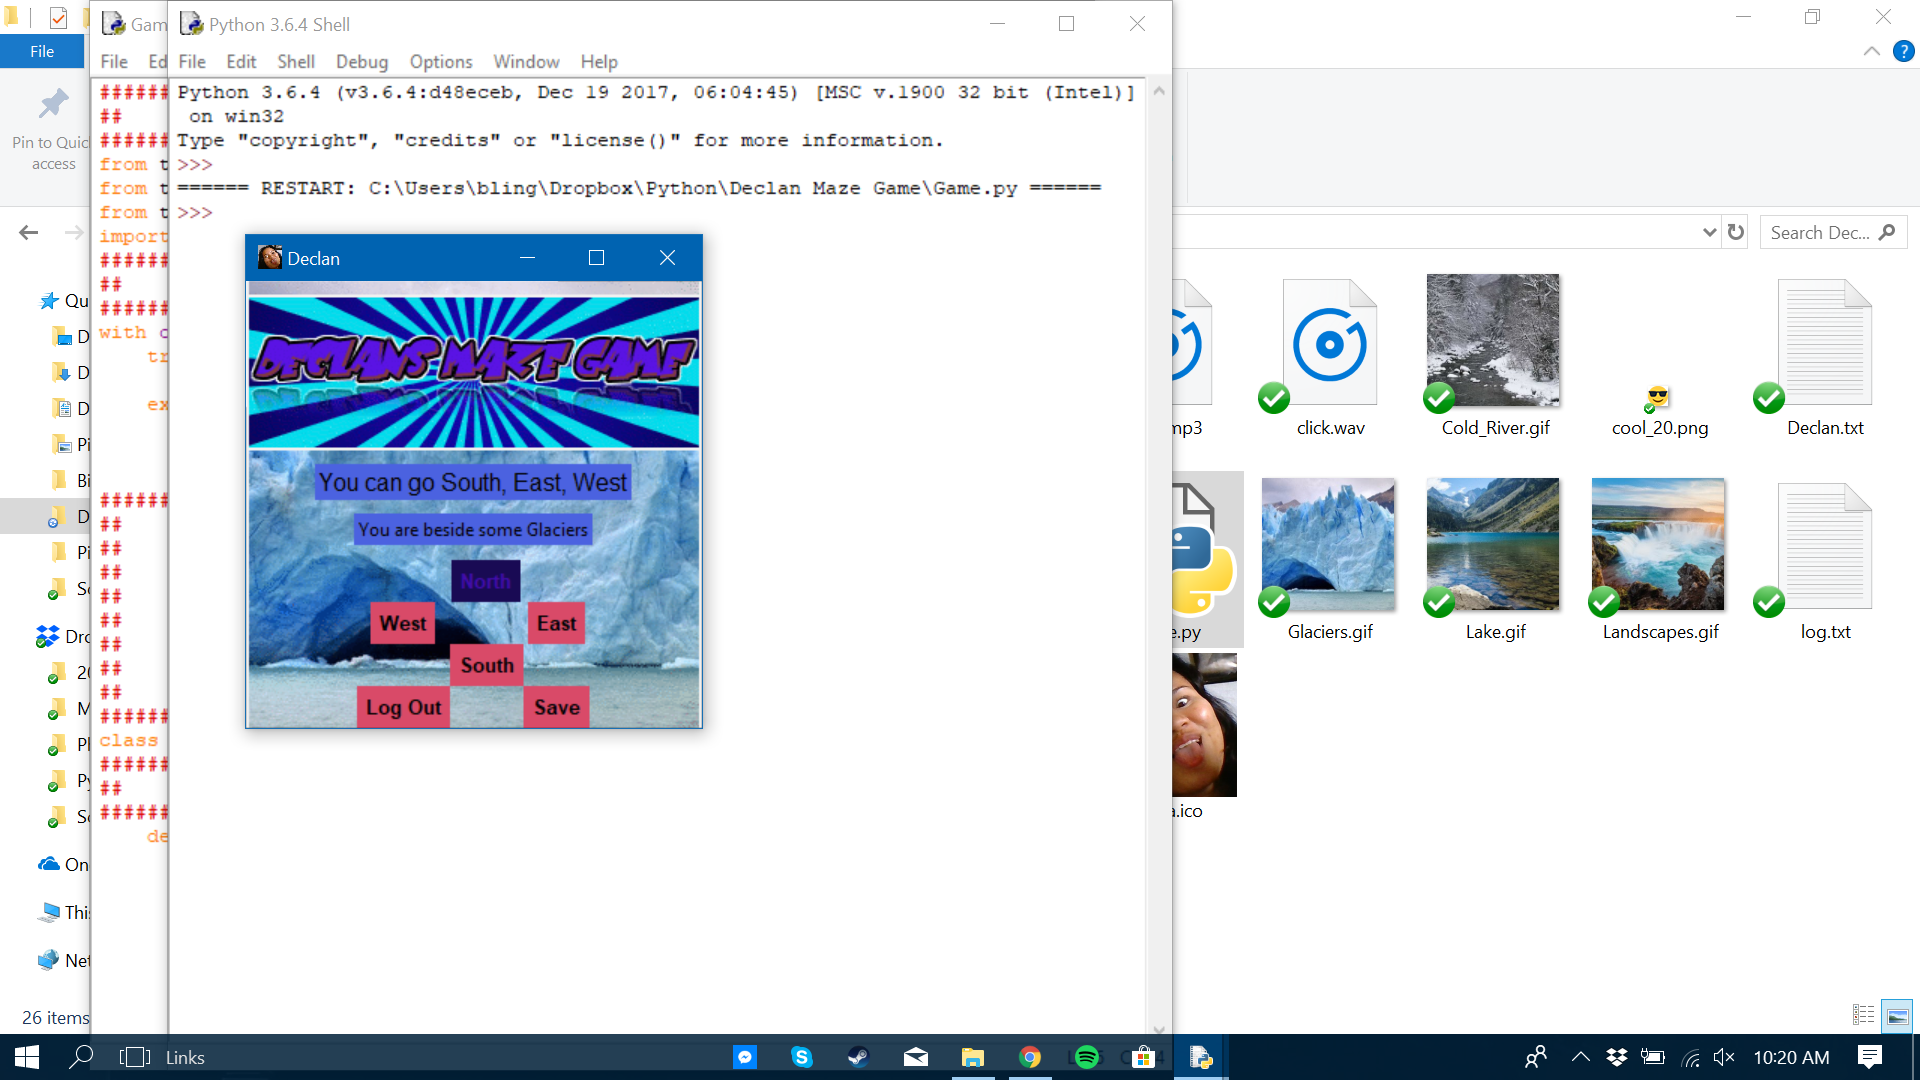 File
Pin to Quic
access
Qu
D
D
D
Pi
Bi
D
Pi
Sc
Dro
20
M
Pl
Py
Sc
On
This
Net
26 items
Gam
File Ed
#######
##
#######
from t
from t
from t
import
#######
##
#######
with c
tr
ex
#######
##
##
##
##
##
##
##
##
#######
class
#######
##
#######
de
Python 3.6.4 Shell
File Edit Shell Debug Options Window Help
Python 3.6.4 (v3.6.4:d48eceb, Dec 19 2017, 06:04:45) [MSC v.1900 32 bit (Intel)]
on win32
Type "copyright", "credits" or "license()" for more information.
>>>
====== RESTART: C:\Users\bling\Dropbox\Python\Declan Maze Game\Game.py ======
>>>
Declan
DECLANS MAZE GAME
You can go South, East, West
You are beside some Glaciers
North
West East
South
Log Out Save
?
Search Dec...
mp3 click.wav Cold_River.gif cool_20.png Declan.txt
e.py Glaciers.gif Lake.gif Landscapes.gif log.txt
a.ico
Links
10:20 AM